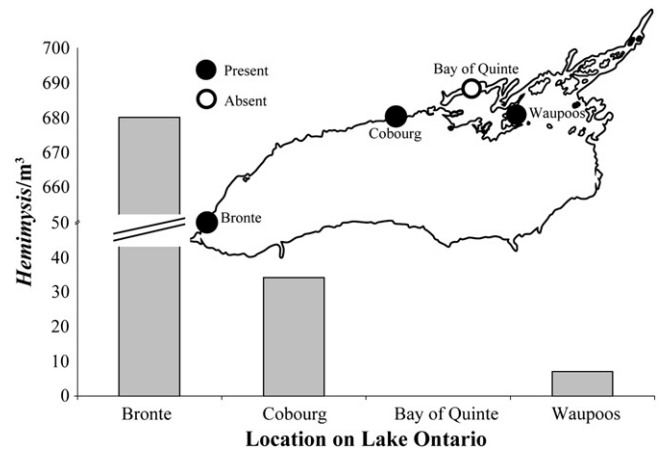 700
690
680
670
660
50
40
30
20
10
0
Hemimysis/m³
Present
Absent
Bay of Quinte
Cobourg
Waupoos
Bronte
Bronte Cobourg Bay of Quinte Waupoos
Location on Lake Ontario